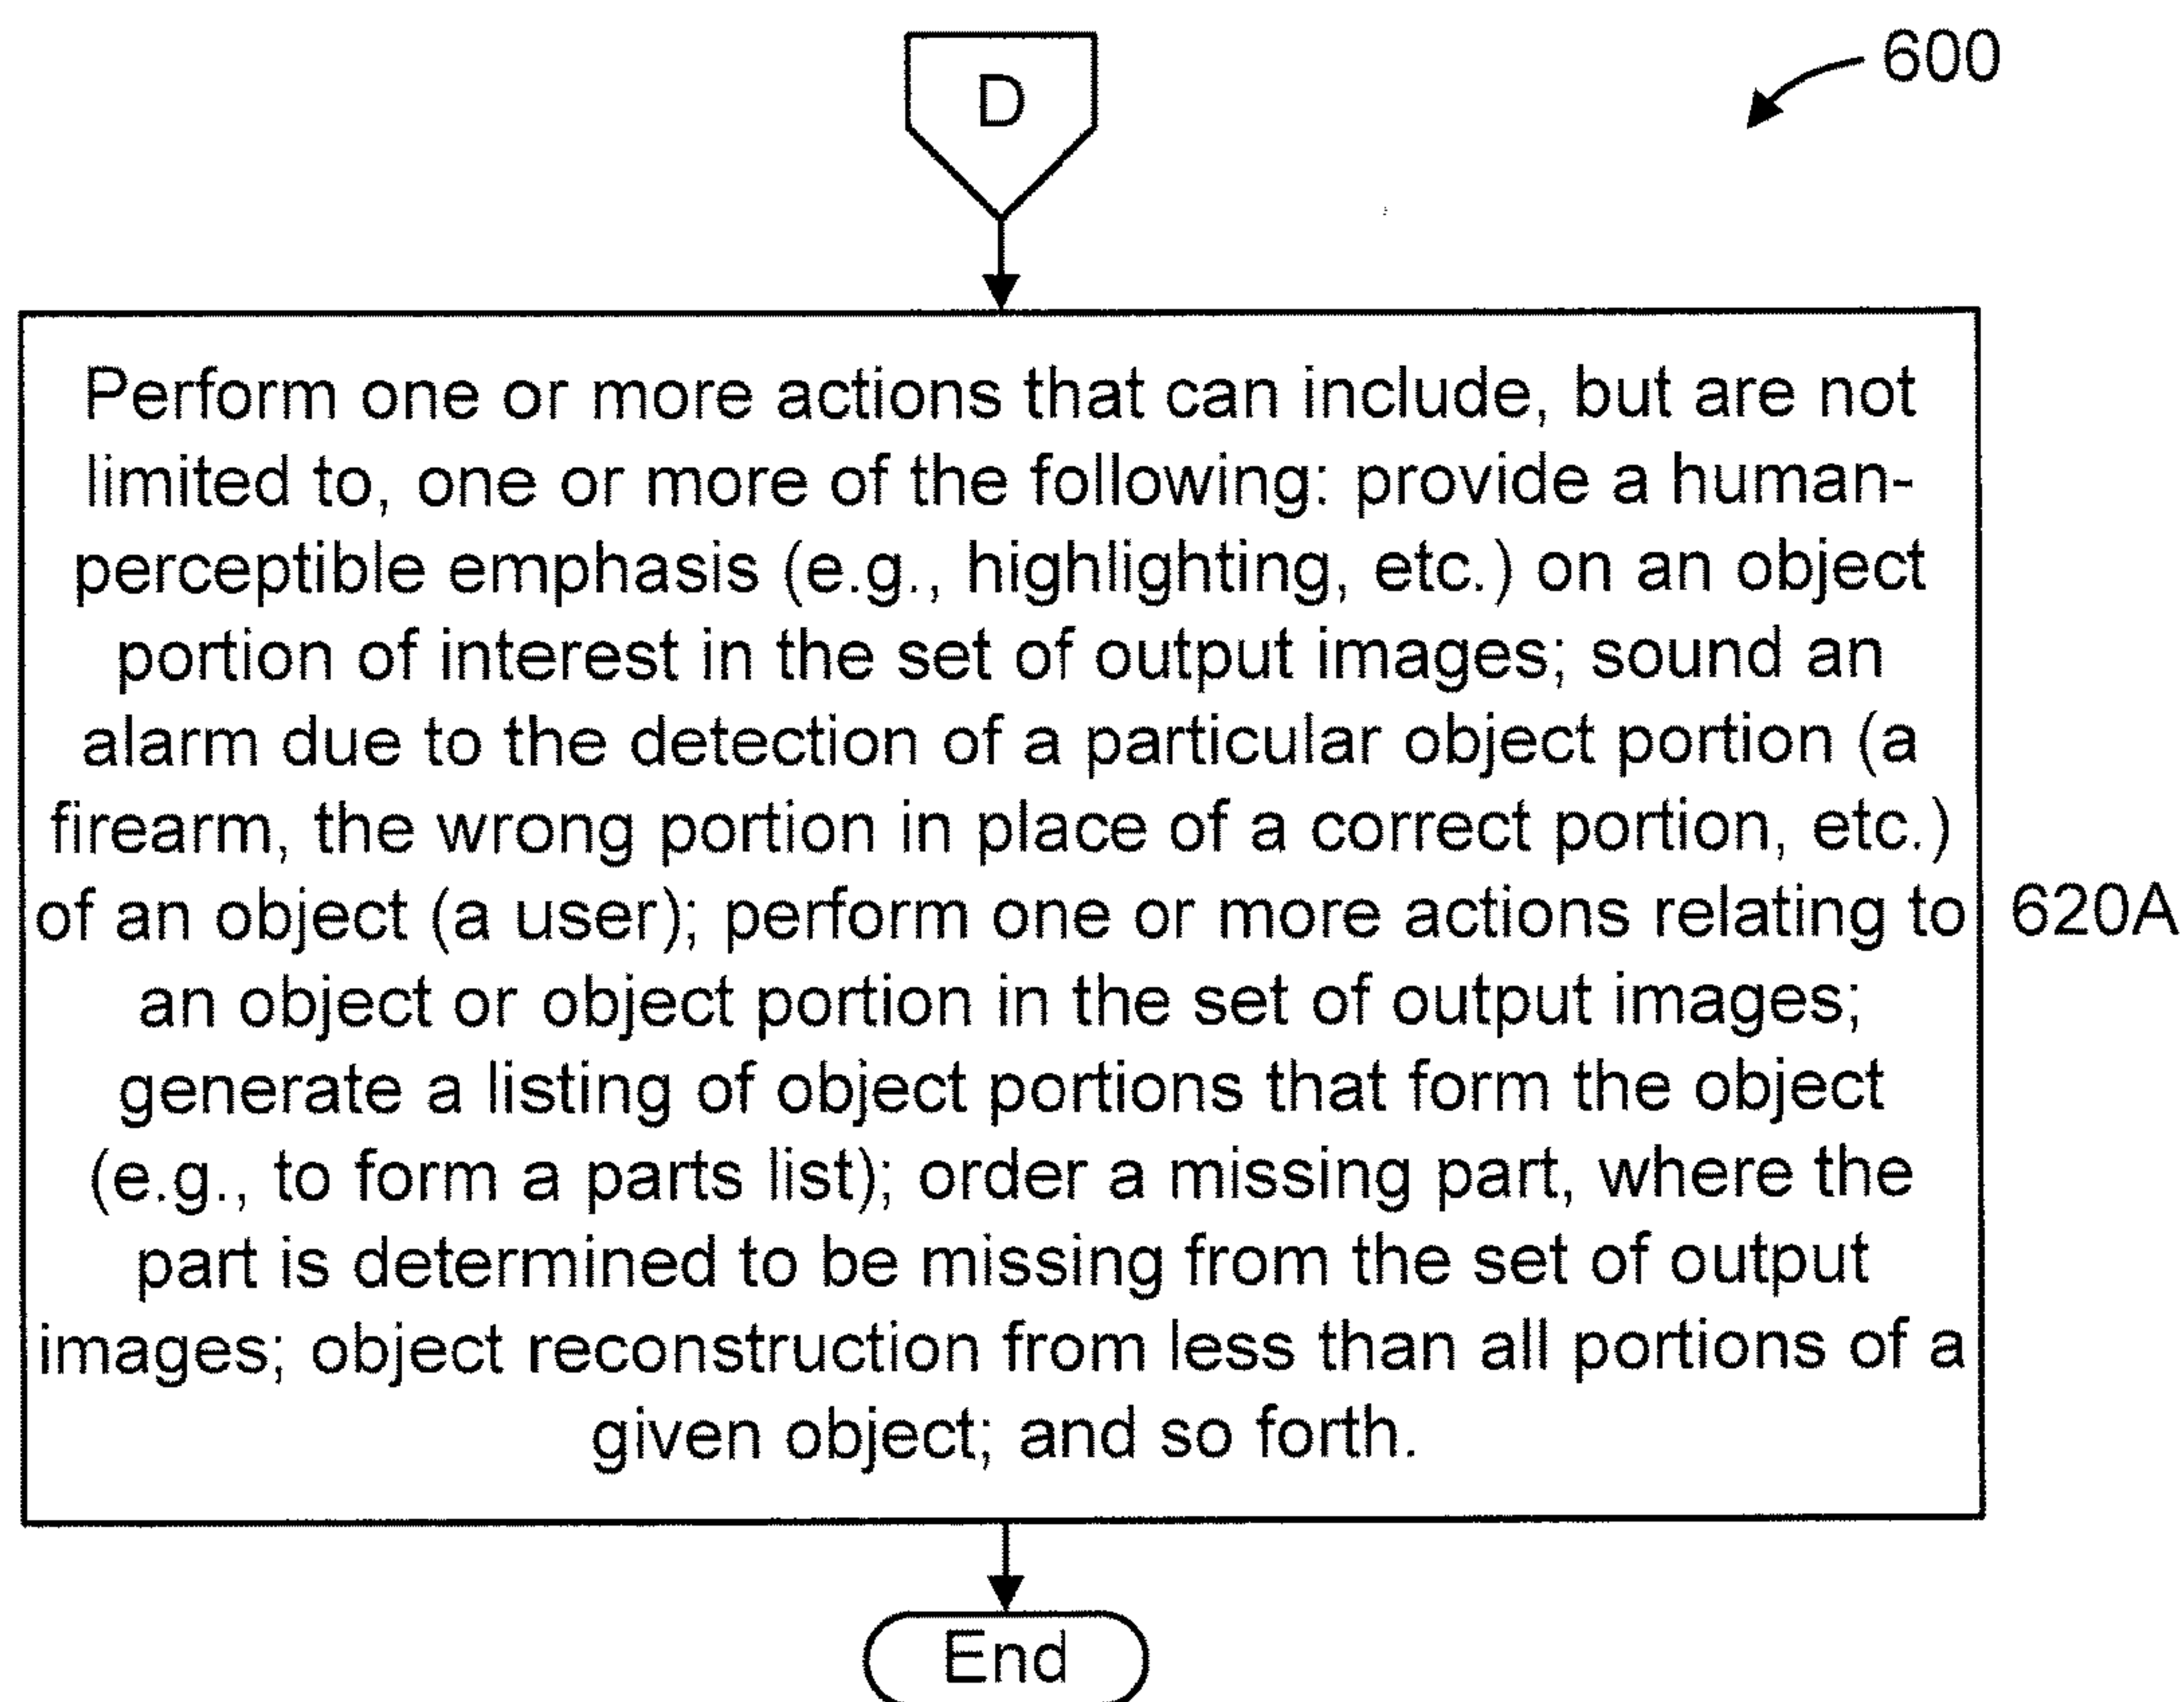 D
600
Perform one or more actions that can include, but are not
limited to, one or more of the following: provide a human-
perceptible emphasis (e.g., highlighting, etc.) on an object
portion of interest in the set of output images; sound an
alarm due to the detection of a particular object portion (a
firearm, the wrong portion in place of a correct portion, etc.)
of an object (a user); perform one or more actions relating to
620A
an object or object portion in the set of output images;
generate a listing of object portions that form the object
(e.g., to form a parts list); order a missing part, where the
part is determined to be missing from the set of output
images; object reconstruction from less than all portions of a
given object; and so forth.
End